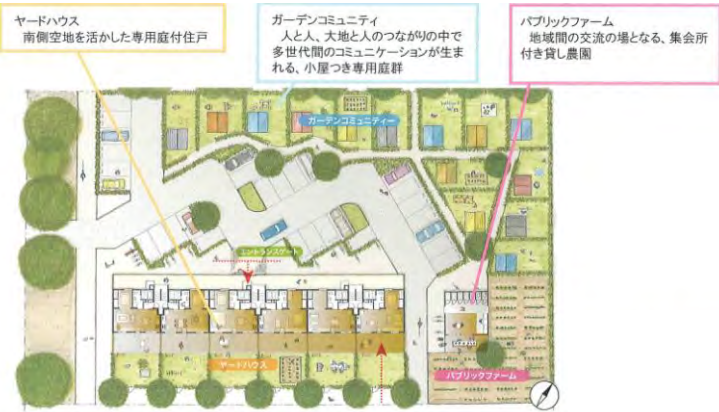 ヤードハウス
南側空地を活かした専用庭付住戸
ガーデンコミュニティ
人と人、大地と人のつながりの中で
多世代間のコミュニケーションが生ま
れる、小屋つき専用庭群
パブリックファーム
地域間の交流の場となる、集会所
付き貸し農園
ガーデンコミュニティー
エントランスゲート
ヤードハウス
パブリックファーム